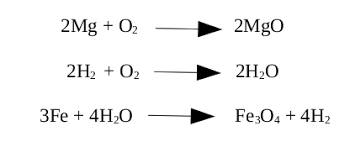 2Mg + O₂ → 2MgO
2H₂ + O₂ → 2H₂O
3Fe + 4H₂O → Fe₃O₄ + 4H₂